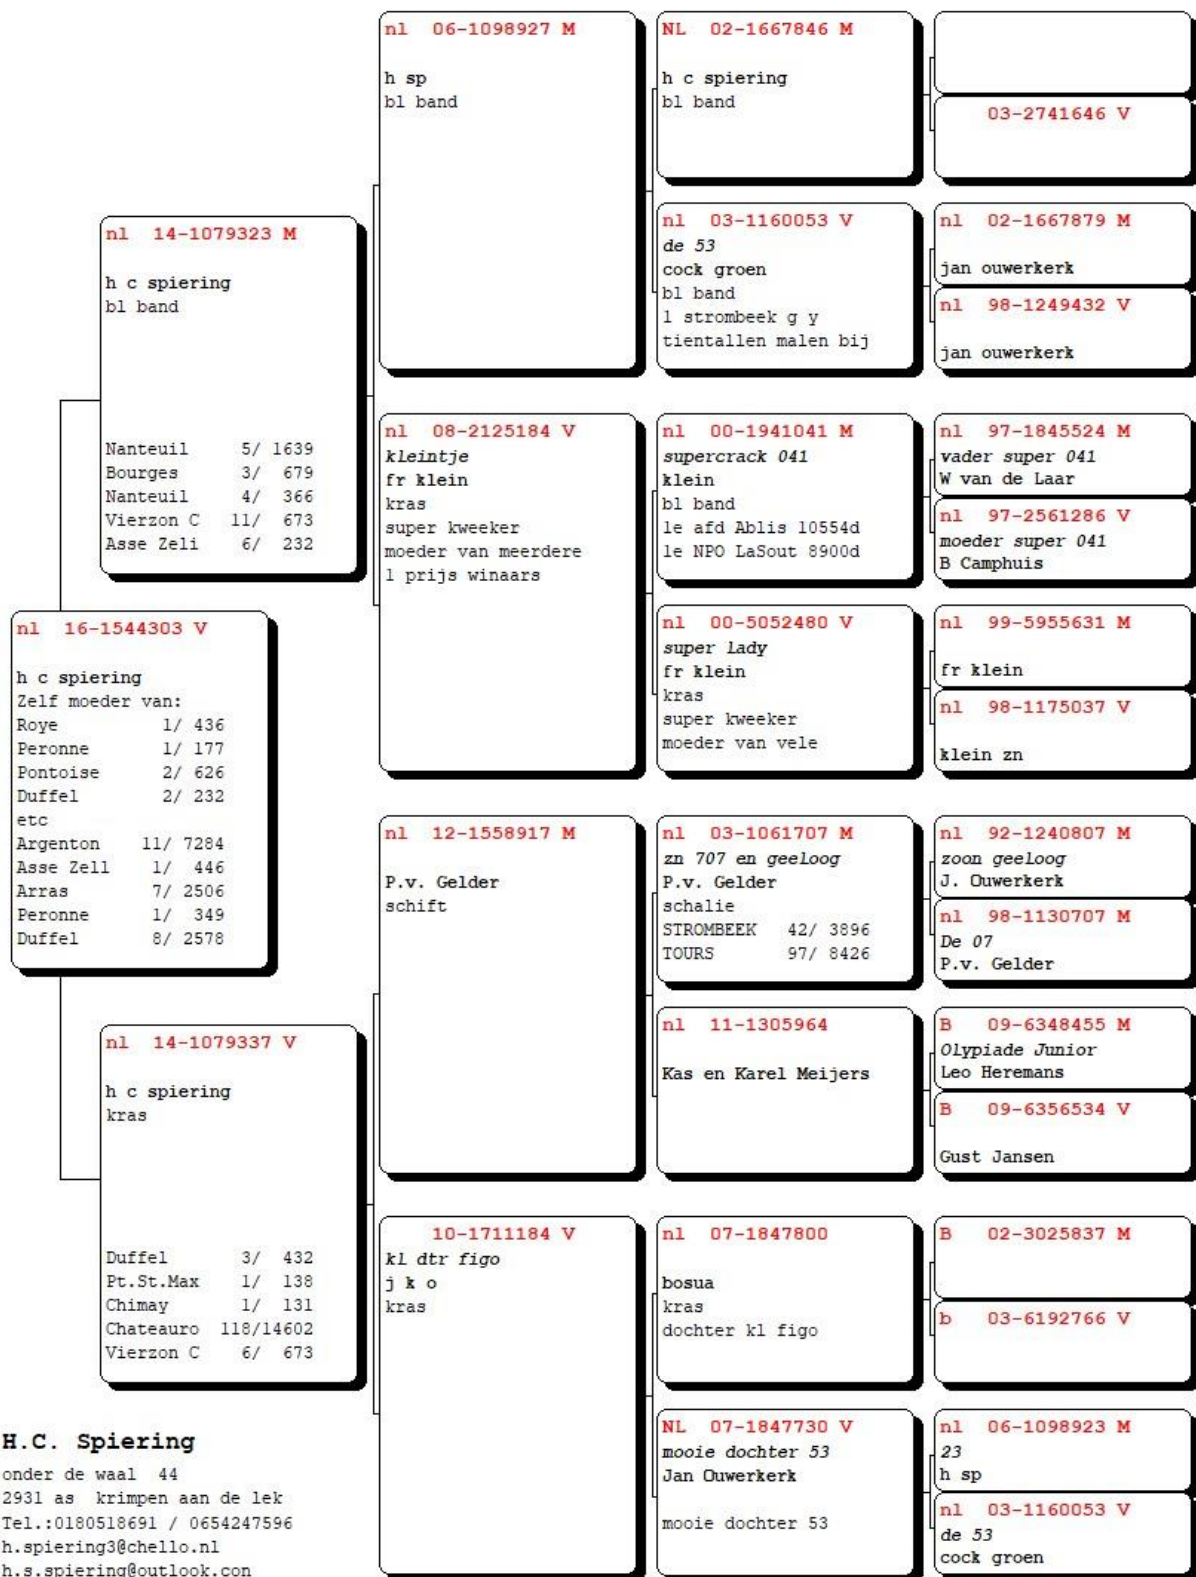 nl 16-1544303 V
h c spiering
Zelf moeder van:
Roye 1/ 436
Peronne 1/ 177
Pontoise 2/ 626
Duffel 2/ 232
etc
Argenton 11/ 7284
Asse Zell 1/ 446
Arras 7/ 2506
Peronne 1/ 349
Duffel 8/ 2578
nl 14-1079323 M
h c spiering
bl band
Nanteuil 5/ 1639
Bourges 3/ 679
Nanteuil 4/ 366
Vierzon C 11/ 673
Asse Zeli 6/ 232
nl 14-1079337 V
h c spiering
kras
Duffel 3/ 432
Pt.St.Max 1/ 138
Chimay 1/ 131
Chateauro 118/14602
Vierzon C 6/ 673
nl 06-1098927 M
h sp
bl band
nl 08-2125184 V
kleintje
fr klein
kras
super kweeker
moeder van meerdere
1 prijs winaars
nl 12-1558917 M
P.v. Gelder
schift
10-1711184 V
kl dtr figo
j k o
kras
NL 02-1667846 M
h c spiering
bl band
nl 03-1160053 V
de 53
cock groen
bl band
1 strombeek g y
tientallen malen bij
nl 00-1941041 M
supercrack 041
klein
bl band
1e afd Ablis 10554d
1e NPO LaSout 8900d
nl 00-5052480 V
super lady
fr klein
kras
super kweeker
moeder van vele
nl 03-1061707 M
zn 707 en geeloog
P.v. Gelder
schalie
STROMBEEK 42/ 3896
TOURS 97/ 8426
nl 11-1305964
Kas en Karel Meijers
nl 07-1847800
bosua
kras
dochter kl figo
NL 07-1847730 V
mooie dochter 53
Jan Ouwerkerk
mooie dochter 53
03-2741646 V
nl 02-1667879 M
jan ouwerkerk
nl 98-1249432 V
jan ouwerkerk
nl 97-1845524 M
vader super 041
W van de Laar
nl 97-2561286 V
moeder super 041
B Camphuis
nl 99-5955631 M
fr klein
nl 98-1175037 V
klein zn
nl 92-1240807 M
zoon geeloog
J. Ouwerkerk
nl 98-1130707 M
De 07
P.v. Gelder
B 09-6348455 M
Olypiade Junior
Leo Heremans
B 09-6356534 V
Gust Jansen
B 02-3025837 M
b 03-6192766 V
nl 06-1098923 M
23
h sp
nl 03-1160053 V
de 53
cock groen
H.C. Spiering
onder de waal 44
2931 as krimpen aan de lek
Tel.:0180518691 / 0654247596
h.spiering3@chello.nl
h.s.spiering@outlook.con